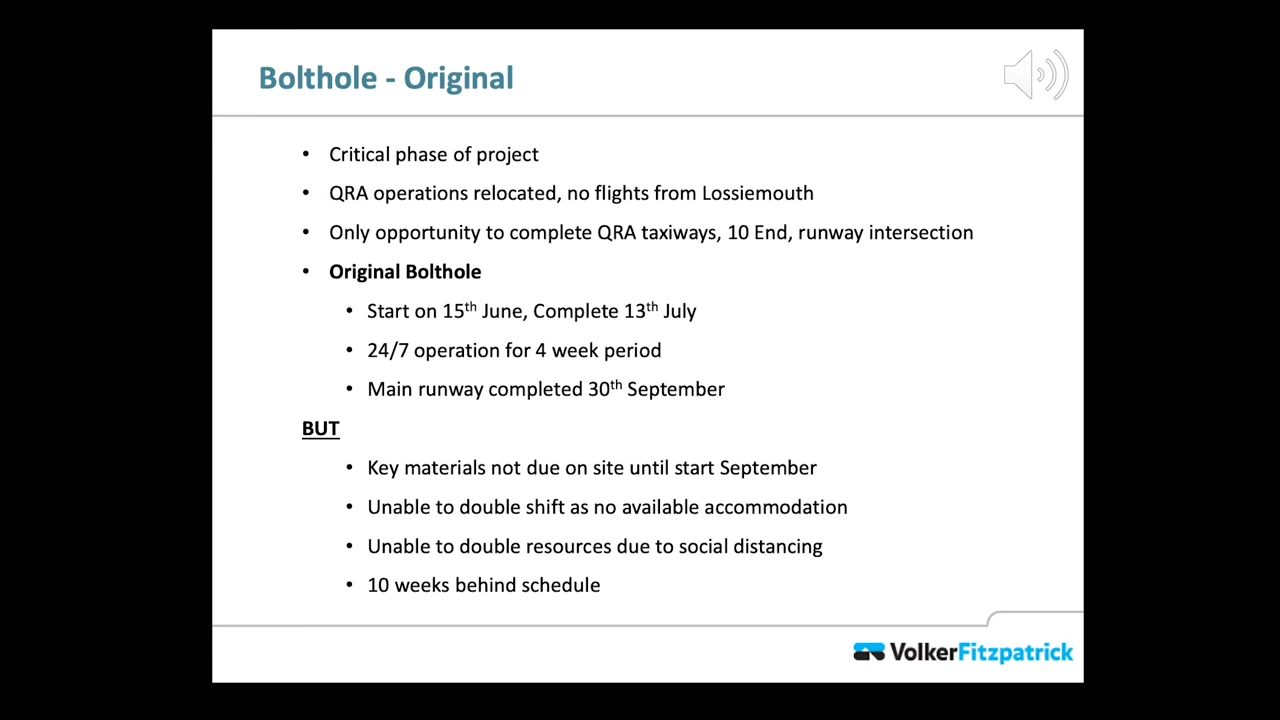 Bolthole - Original
• Critical phase of project
• QRA operations relocated, no flights from Lossiemouth
• Only opportunity to complete QRA taxiways, 10 End, runway intersection
• Original Bolthole
• Start on 15th June, Complete 13th July
• 24/7 operation for 4 week period
• Main runway completed 30th September
BUT
• Key materials not due on site until start September
• Unable to double shift as no available accommodation
• Unable to double resources due to social distancing
• 10 weeks behind schedule
VolkerFitzpatrick